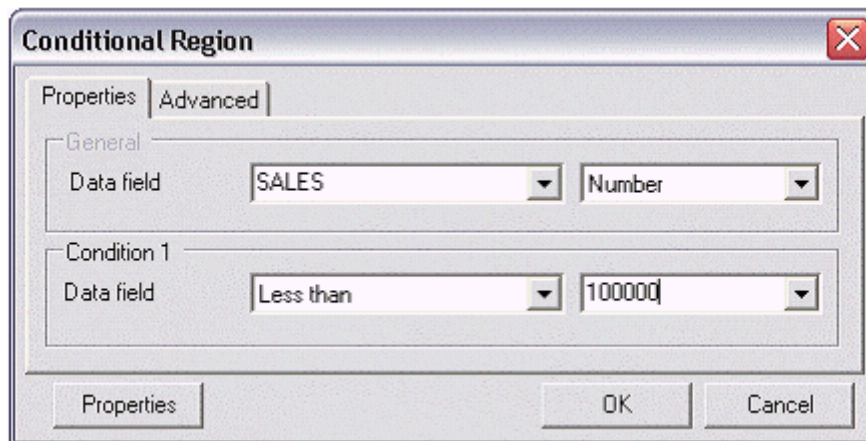 Conditional Region
Properties Advanced
General
Data field SALES Number
Condition 1
Data field Less than 100000
Properties OK Cancel